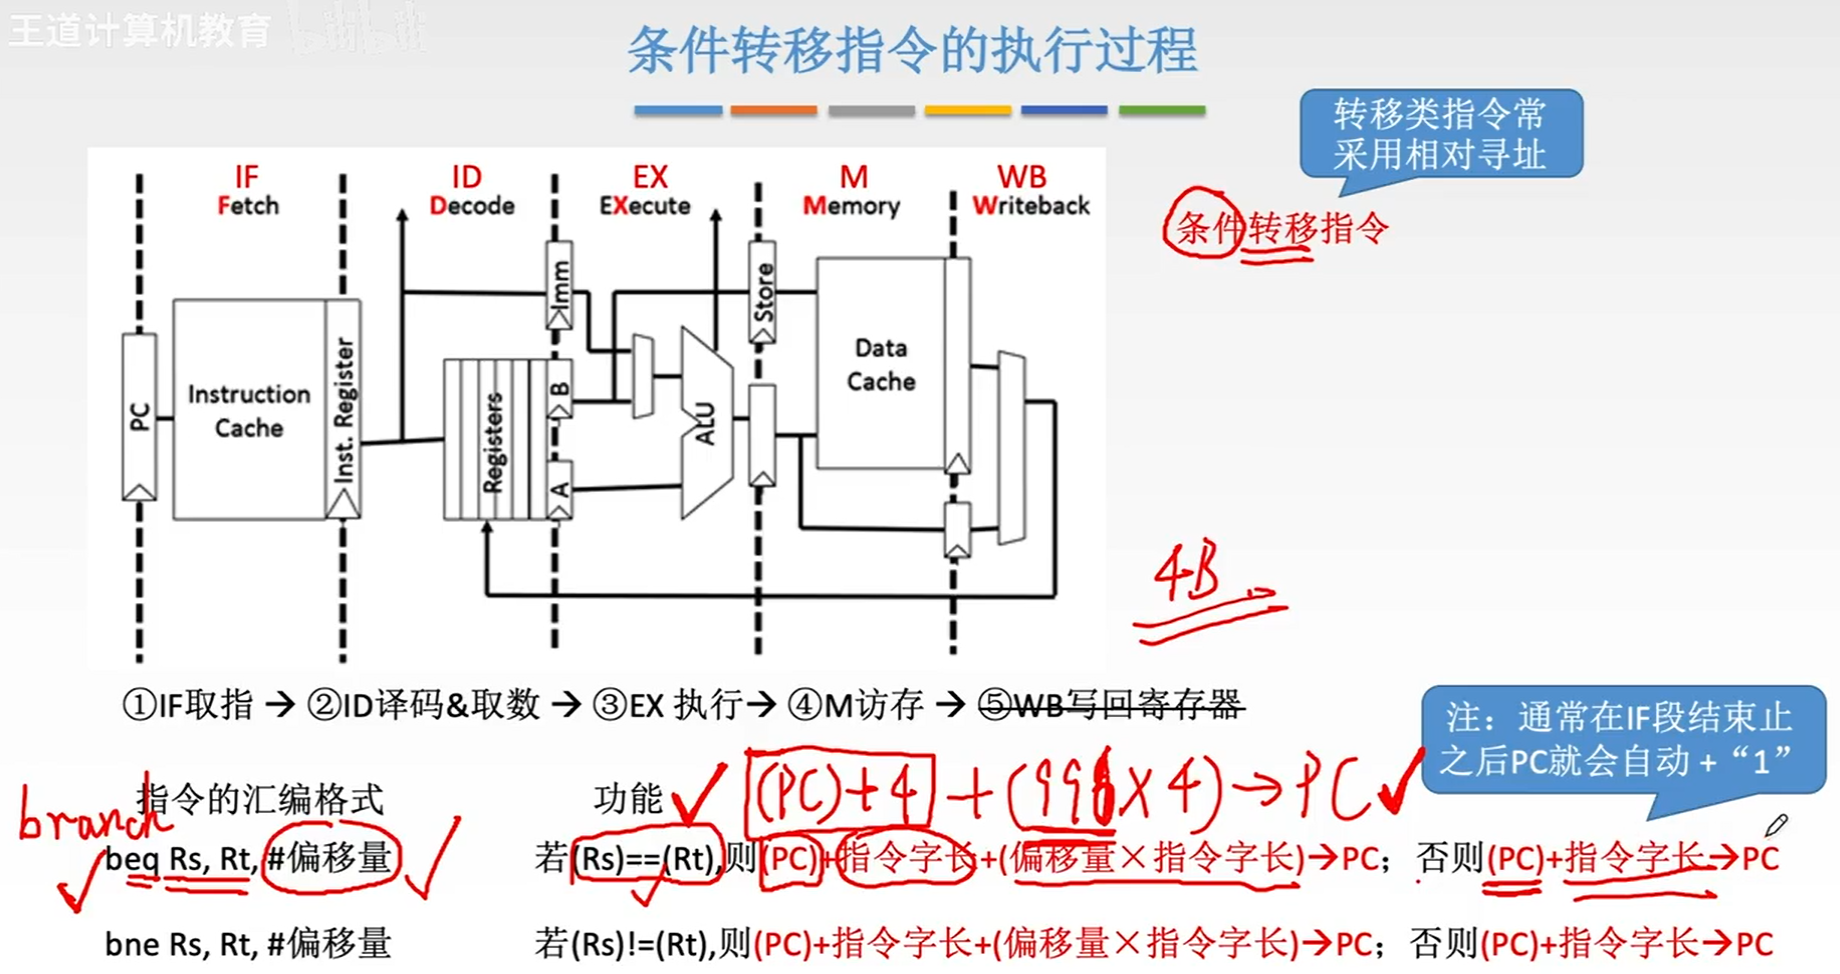 王道计算机教育 bilibili
条件转移指令的执行过程
转移类指令常
采用相对寻址
条件转移指令
IF ID EX M WB
Fetch Decode EXecute Memory Writeback
PC
Instruction
Cache
Inst. Register
Registers
Imm
B
A
ALU
Store
Data
Cache
4B
①IF取指 → ②ID译码&取数 → ③EX 执行→ ④M访存 → ⑤WB写回寄存器
注：通常在IF段结束止
之后PC就会自动 + “1”
指令的汇编格式 功能
branch
(PC)+4 + (996×4)→PC
beq Rs, Rt, #偏移量 若(Rs)==(Rt),则(PC)+指令字长+(偏移量×指令字长)→PC；否则(PC)+指令字长→PC
bne Rs, Rt, #偏移量 若(Rs)!=(Rt),则(PC)+指令字长+(偏移量×指令字长)→PC；否则(PC)+指令字长→PC